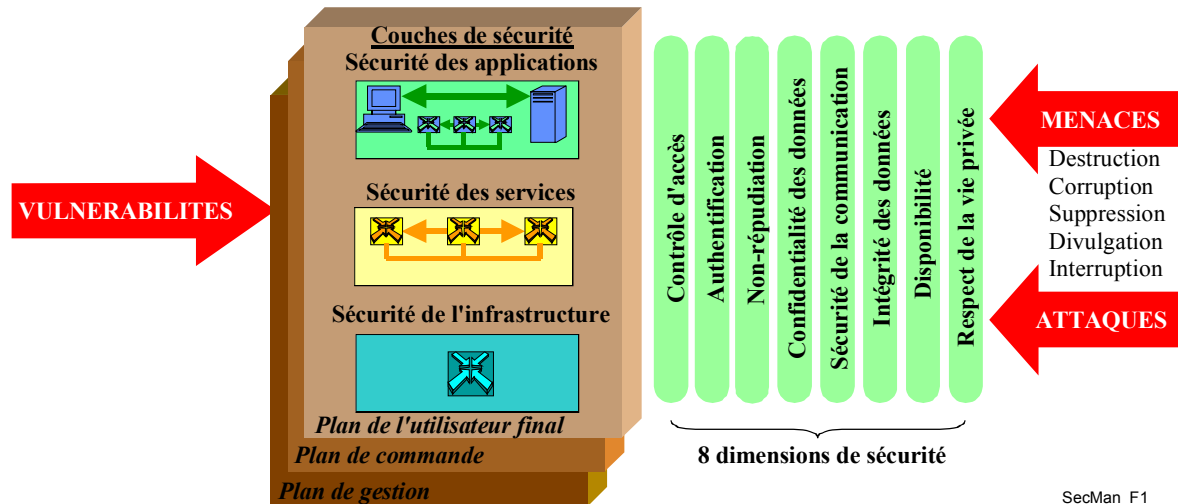 Couches de sécurité
Sécurité des applications
Sécurité des services
Sécurité de l'infrastructure
Plan de l'utilisateur final
Plan de commande
Plan de gestion
VULNERABILITES
Contrôle d'accès
Authentification
Non-répudiation
Confidentialité des données
Sécurité de la communication
Intégrité des données
Disponibilité
Respect de la vie privée
8 dimensions de sécurité
MENACES
Destruction
Corruption
Suppression
Divulgation
Interruption
ATTAQUES
SecMan_F1